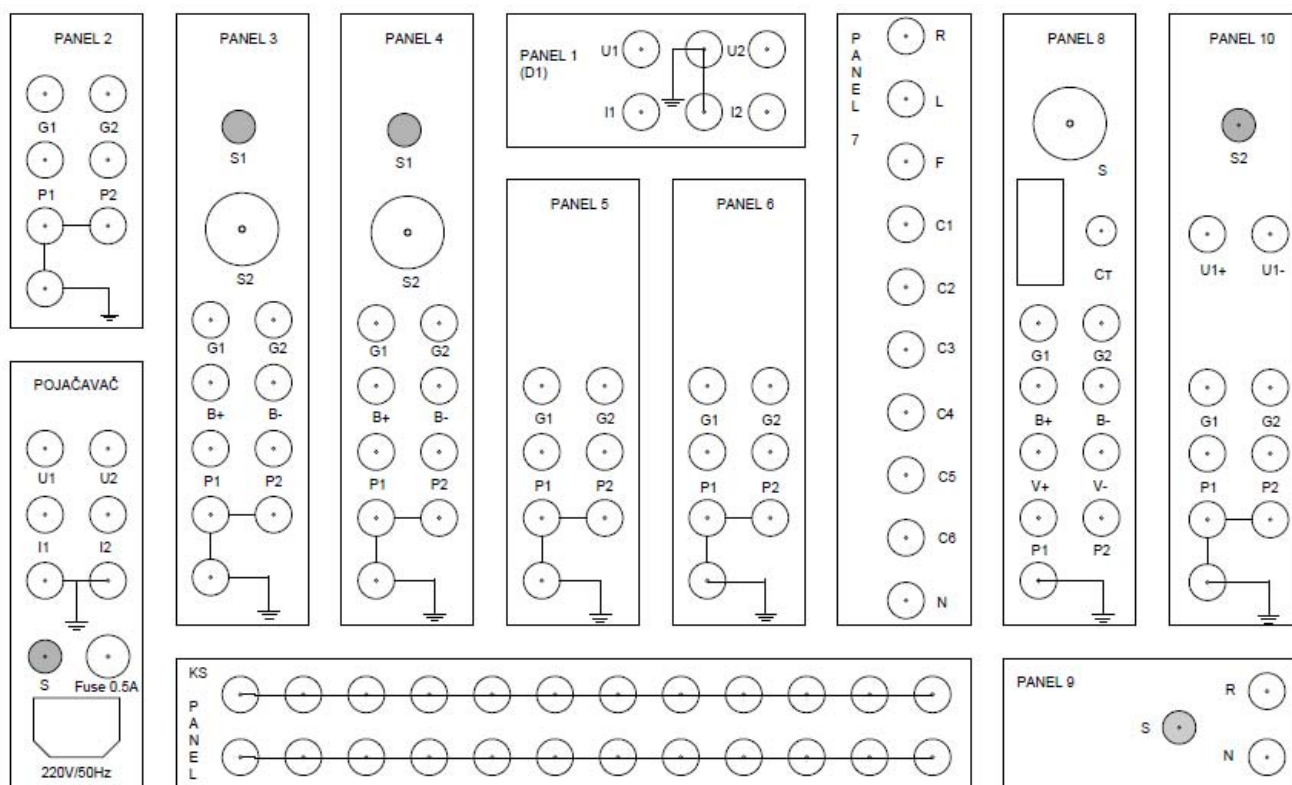 PANEL 2
G1 G2
P1 P2
POJAČAVAČ
U1 U2
I1 I2
S Fuse 0.5A
220V/50Hz
PANEL 3
S1
S2
G1 G2
B+ B-
P1 P2
PANEL 4
S1
S2
G1 G2
B+ B-
P1 P2
PANEL 1
(D1)
U1 U2
I1 I2
PANEL 5
G1 G2
P1 P2
PANEL 6
G1 G2
P1 P2
PANEL 7
R
L
F
C1
C2
C3
C4
C5
C6
N
PANEL 8
S
Ст
G1 G2
B+ B-
V+ V-
P1 P2
PANEL 10
S2
U1+ U1-
G1 G2
P1 P2
KS
PANEL
PANEL 9
R
S
N